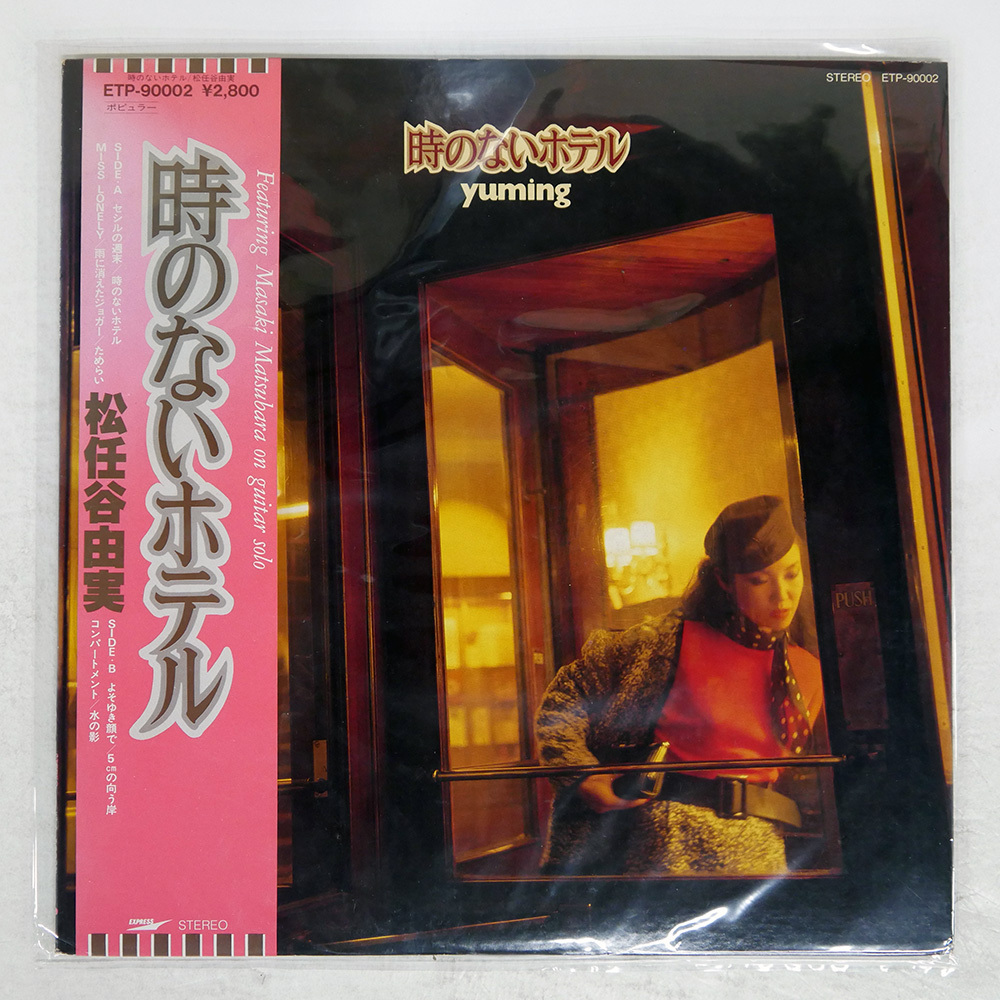 時のないホテル/松任谷由実
ETP-90002 ¥2,800
ポピュラー
Featuring Masaki Matsubara on guitar solo
時のないホテル
SIDE・A セシルの週末/時のないホテル
MISS LONELY/雨に消えたジョガー/ためらい
松任谷由実
SIDE・B よそゆき顔で/5cmの向う岸
コンパートメント/水の影
EXPRESS
STEREO
STEREO ETP-90002
時のないホテル
yuming
PUSH